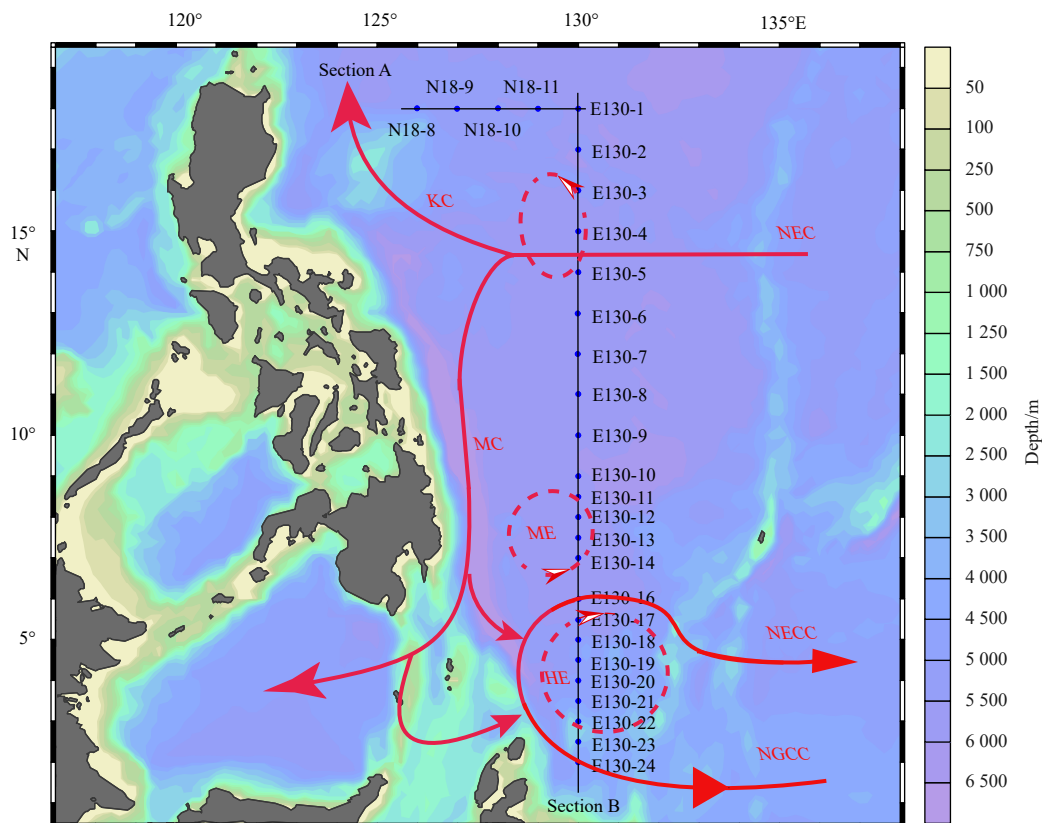 120°
125°
130°
135°E
Section A
N18-9
N18-11
N18-8
N18-10
E130-1
E130-2
E130-3
KC
E130-4
NEC
15°
N
E130-5
E130-6
E130-7
E130-8
10°
MC
E130-9
E130-10
E130-11
E130-12
ME
E130-13
E130-14
E130-16
E130-17
NECC
5°
E130-18
E130-19
HE
E130-20
E130-21
E130-22
E130-23
NGCC
E130-24
Section B
50
100
250
500
750
1 000
1 250
1 500
2 000
2 500
3 000
3 500
4 000
4 500
5 000
5 500
6 000
6 500
Depth/m